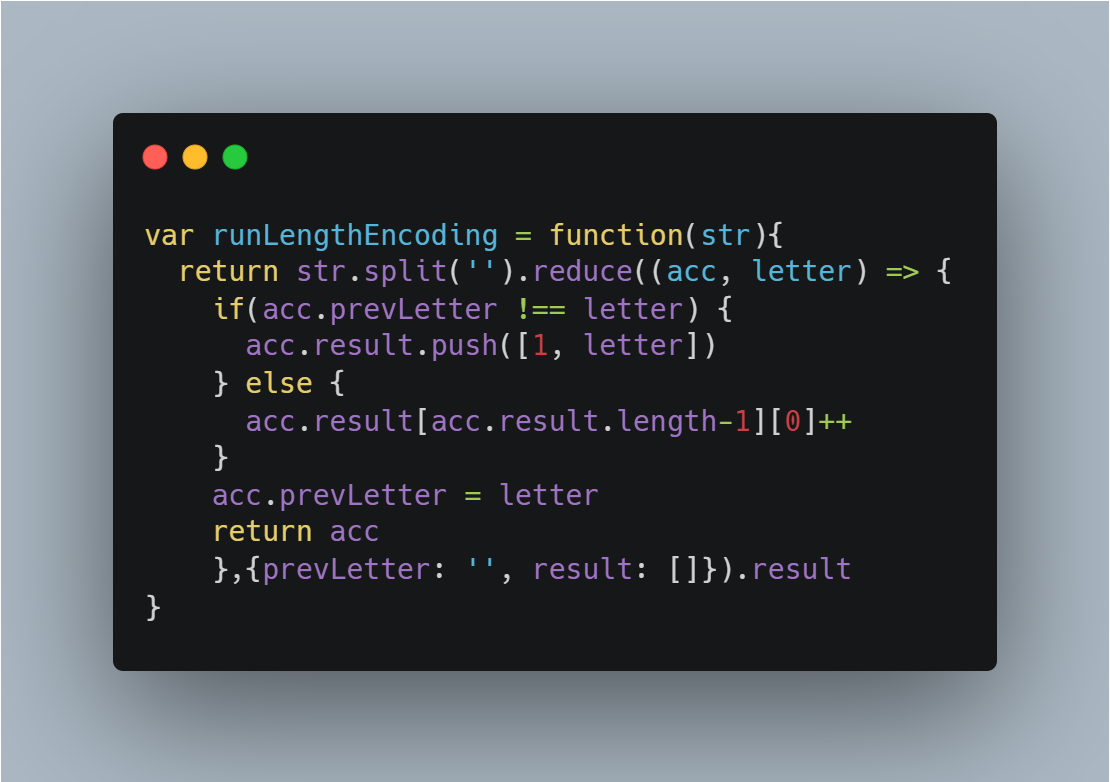 var runLengthEncoding = function(str){
  return str.split('').reduce((acc, letter) => {
    if(acc.prevLetter !== letter) {
      acc.result.push([1, letter])
    } else {
      acc.result[acc.result.length-1][0]++
    }
    acc.prevLetter = letter
    return acc
    },{prevLetter: '', result: []}).result
}